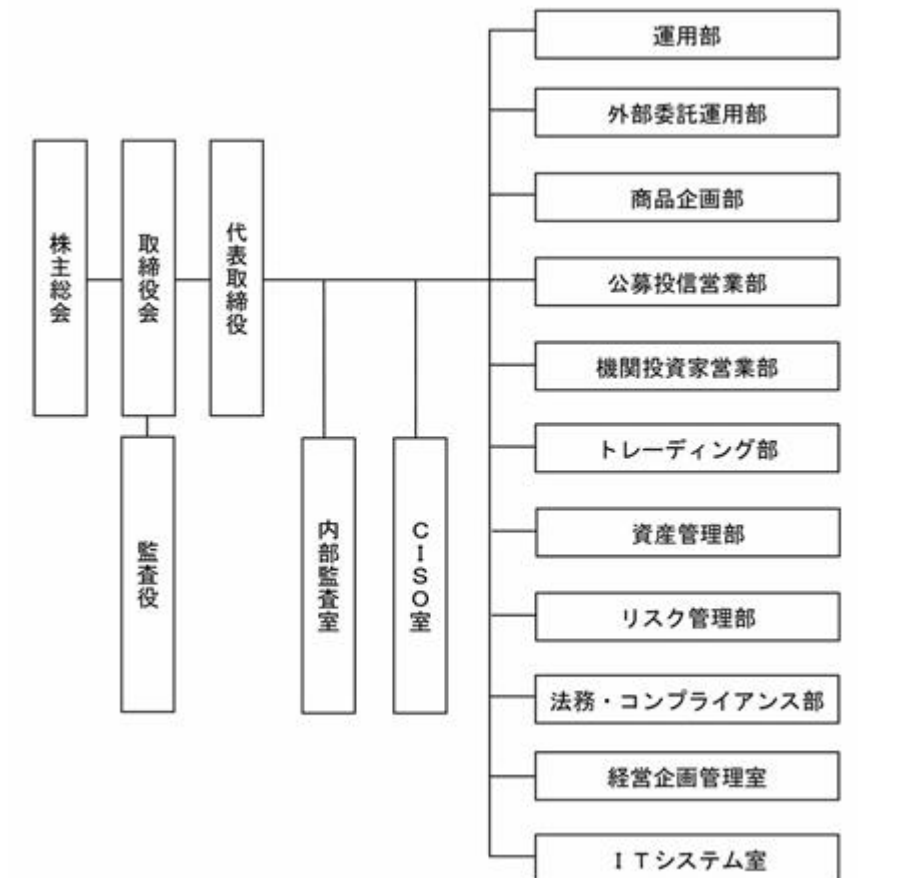 株主総会
取締役会
代表取締役
監査役
内部監査室
CISO室
運用部
外部委託運用部
商品企画部
公募投信営業部
機関投資家営業部
トレーディング部
資産管理部
リスク管理部
法務・コンプライアンス部
経営企画管理室
ITシステム室